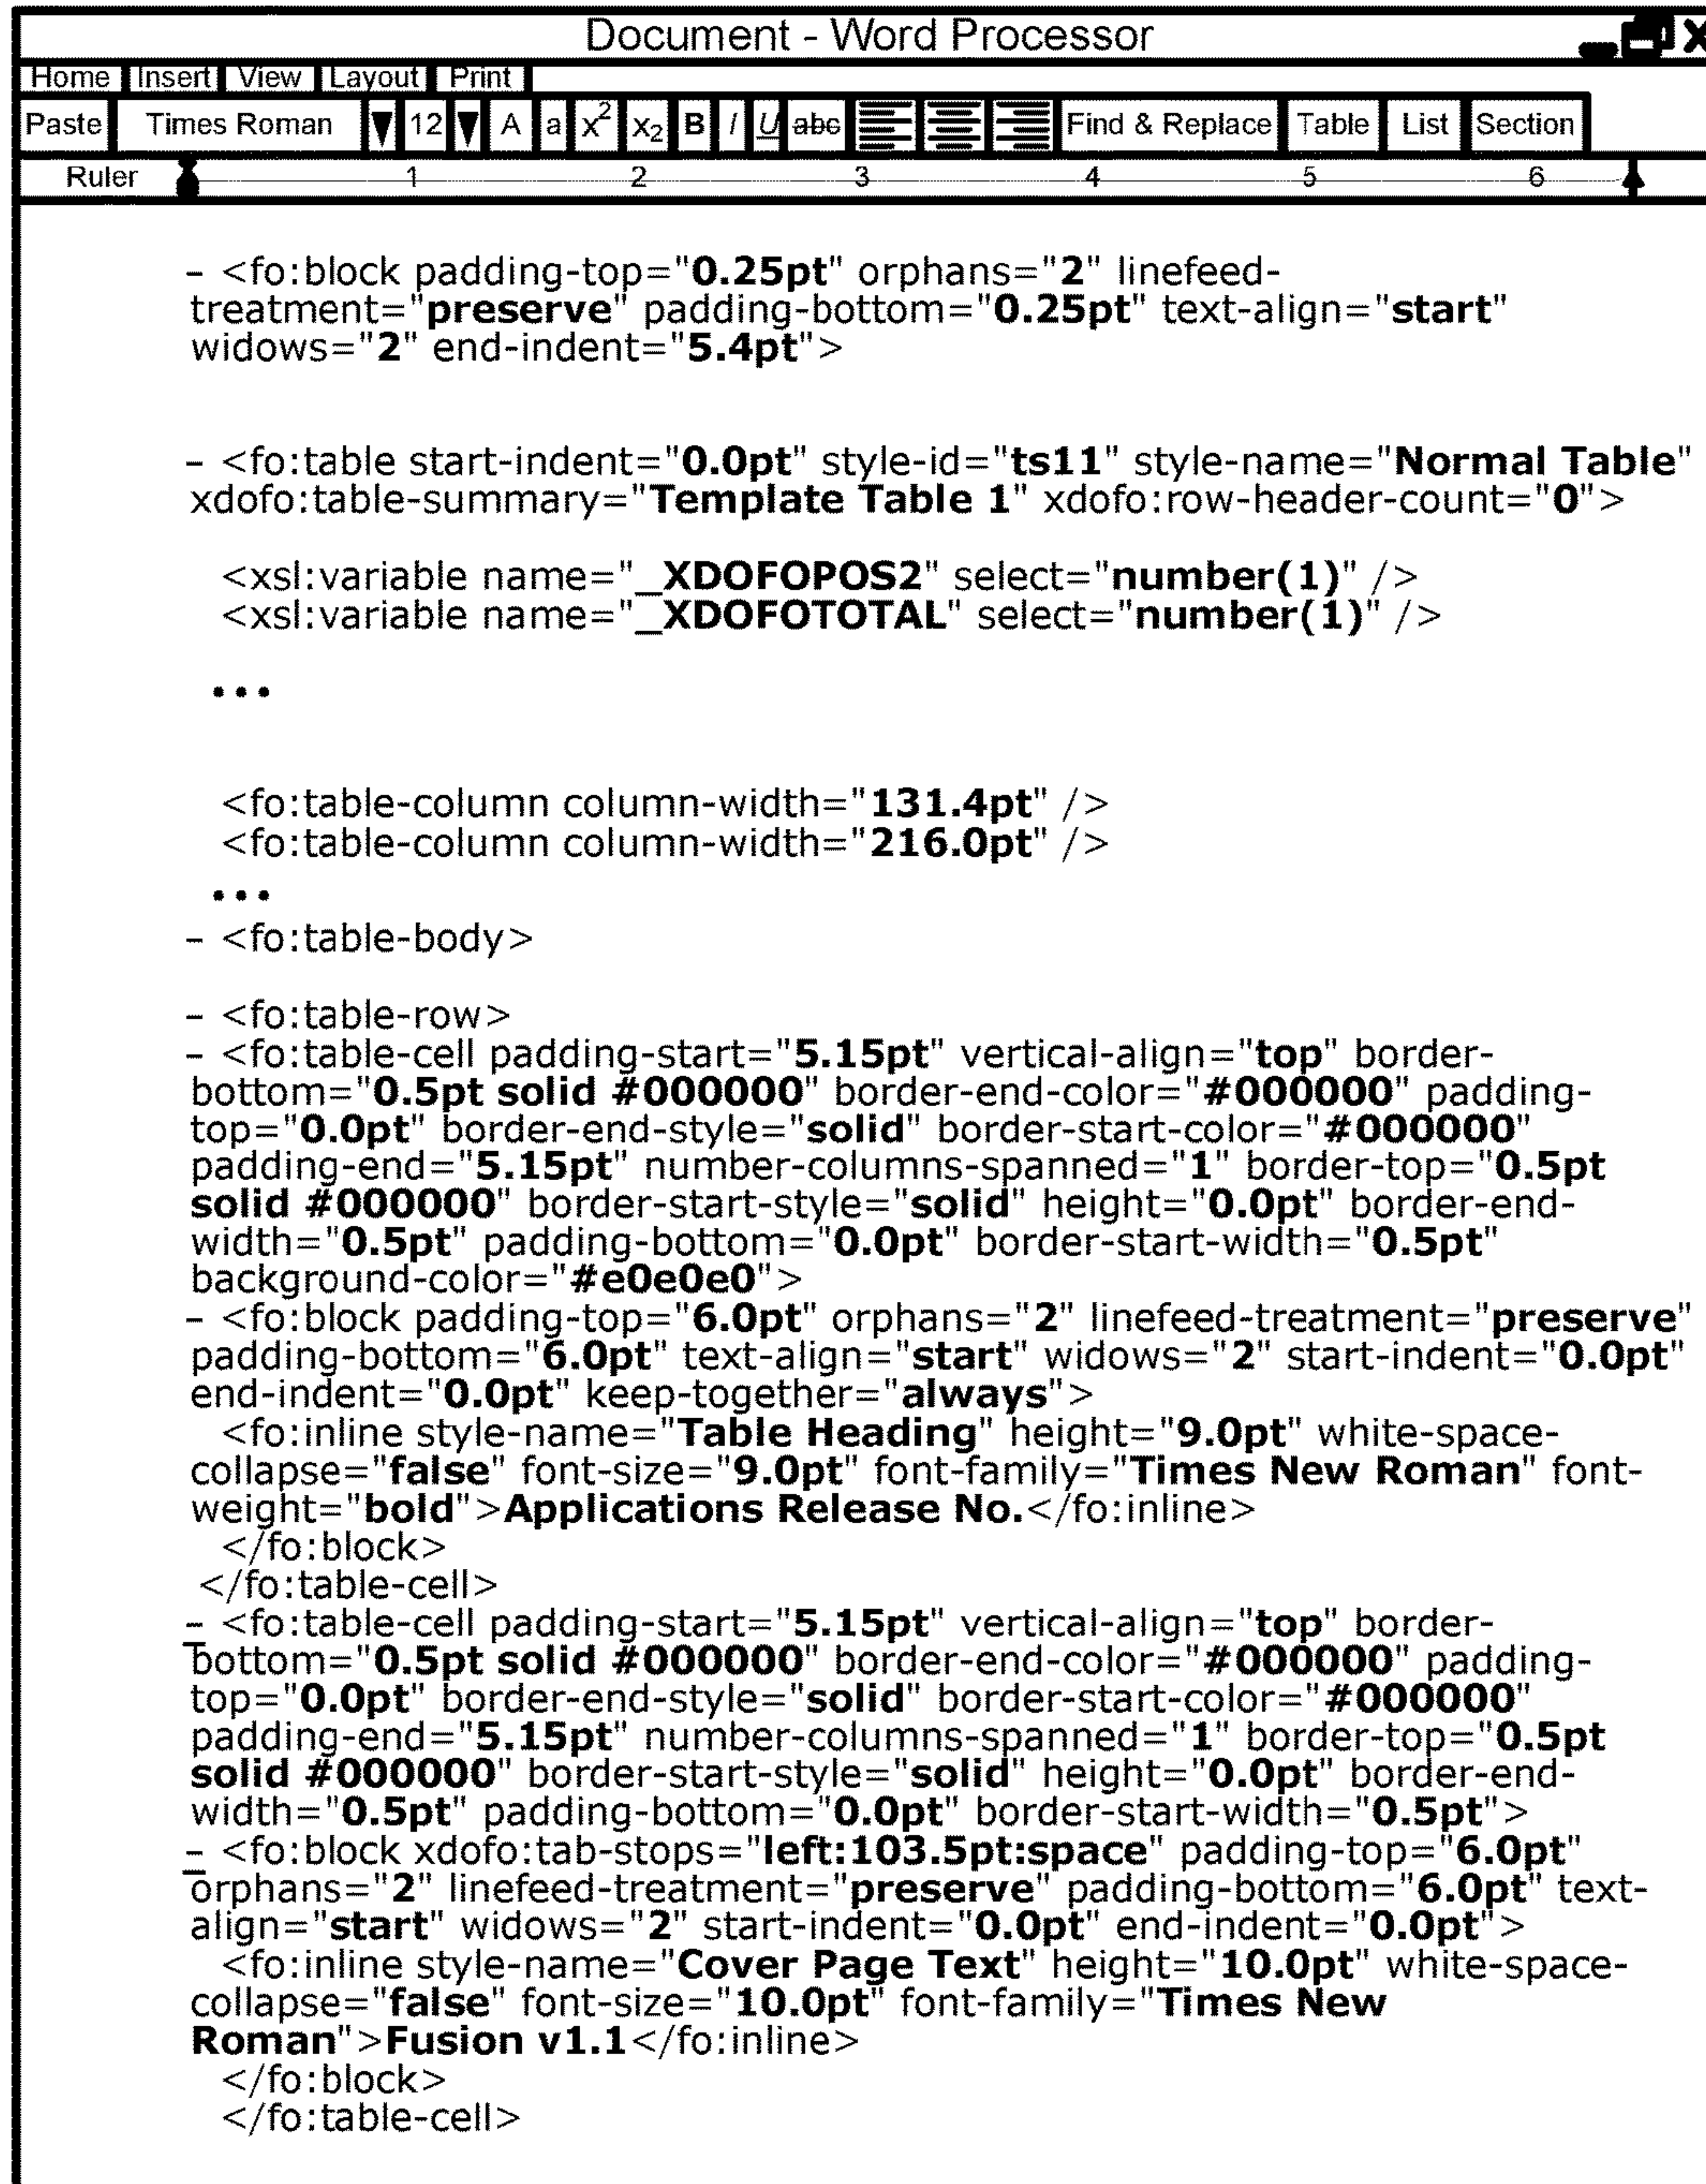 Document - Word Processor
Home Insert View Layout Print
Paste Times Roman 12 A a x2 x2 B I U abc Find & Replace Table List Section
Ruler 1 2 3 4 5 6
- <fo:block padding-top="0.25pt" orphans="2" linefeed-
treatment="preserve" padding-bottom="0.25pt" text-align="start"
widows="2" end-indent="5.4pt">
- <fo:table start-indent="0.0pt" style-id="ts11" style-name="Normal Table"
xdofo:table-summary="Template Table 1" xdofo:row-header-count="0">
<xsl:variable name="_XDOFOPOS2" select="number(1)" />
<xsl:variable name="_XDOFOTOTAL" select="number(1)" />
...
<fo:table-column column-width="131.4pt" />
<fo:table-column column-width="216.0pt" />
...
- <fo:table-body>
- <fo:table-row>
- <fo:table-cell padding-start="5.15pt" vertical-align="top" border-
bottom="0.5pt solid #000000" border-end-color="#000000" padding-
top="0.0pt" border-end-style="solid" border-start-color="#000000"
padding-end="5.15pt" number-columns-spanned="1" border-top="0.5pt
solid #000000" border-start-style="solid" height="0.0pt" border-end-
width="0.5pt" padding-bottom="0.0pt" border-start-width="0.5pt"
background-color="#e0e0e0">
- <fo:block padding-top="6.0pt" orphans="2" linefeed-treatment="preserve"
padding-bottom="6.0pt" text-align="start" widows="2" start-indent="0.0pt"
end-indent="0.0pt" keep-together="always">
<fo:inline style-name="Table Heading" height="9.0pt" white-space-
collapse="false" font-size="9.0pt" font-family="Times New Roman" font-
weight="bold">Applications Release No.</fo:inline>
</fo:block>
</fo:table-cell>
- <fo:table-cell padding-start="5.15pt" vertical-align="top" border-
bottom="0.5pt solid #000000" border-end-color="#000000" padding-
top="0.0pt" border-end-style="solid" border-start-color="#000000"
padding-end="5.15pt" number-columns-spanned="1" border-top="0.5pt
solid #000000" border-start-style="solid" height="0.0pt" border-end-
width="0.5pt" padding-bottom="0.0pt" border-start-width="0.5pt">
- <fo:block xdofo:tab-stops="left:103.5pt:space" padding-top="6.0pt"
orphans="2" linefeed-treatment="preserve" padding-bottom="6.0pt" text-
align="start" widows="2" start-indent="0.0pt" end-indent="0.0pt">
<fo:inline style-name="Cover Page Text" height="10.0pt" white-space-
collapse="false" font-size="10.0pt" font-family="Times New
Roman">Fusion v1.1</fo:inline>
</fo:block>
</fo:table-cell>